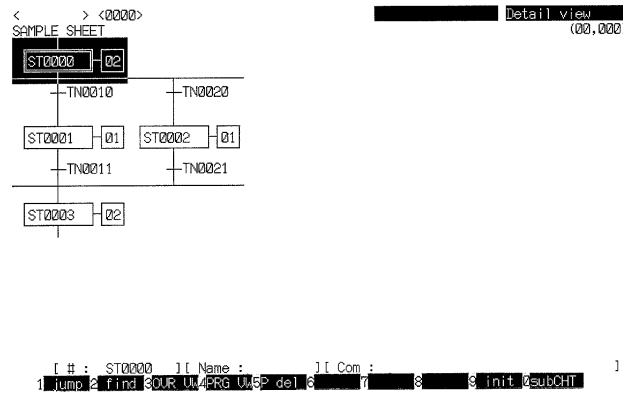 < > <0000> Detail view
SAMPLE SHEET (00,000
ST0000 02
TN0010 TN0020
ST0001 01 ST0002 01
TN0011 TN0021
ST0003 02
[ # : ST0000 ][ Name : ][ Com : ]
1 jump 2 find 3OVR VW4PRG VW5P del 6 7 8 9 init 0subCHT